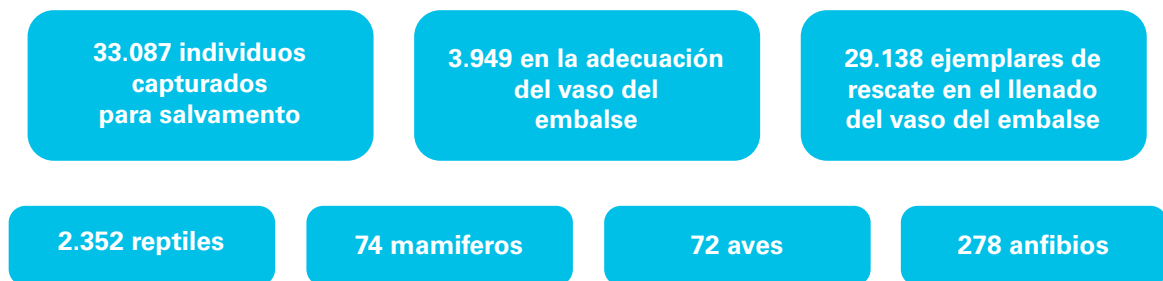 33.087 individuos
capturados
para salvamento
3.949 en la adecuación
del vaso del
embalse
29.138 ejemplares de
rescate en el llenado
del vaso del embalse
2.352 reptiles
74 mamiferos
72 aves
278 anfibios